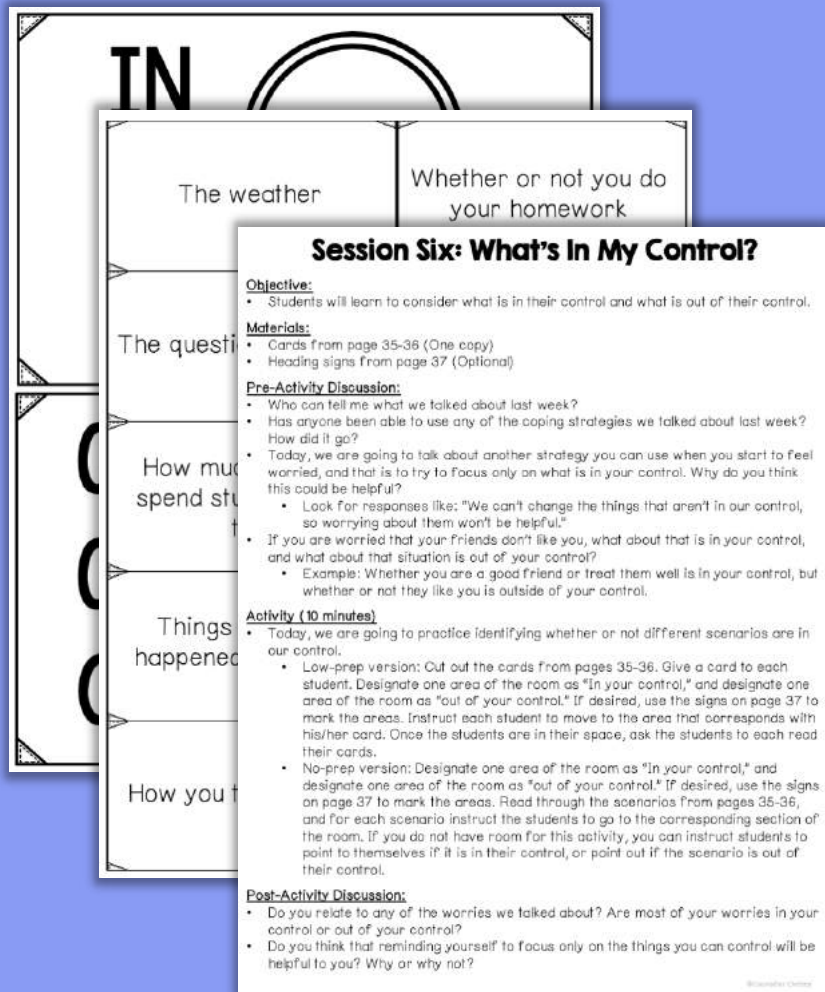 IN
The weather
Whether or not you do
your homework
The questi
How muc
spend stu
t
Things
happened
How you t
Session Six: What's In My Control?
Objective:
• Students will learn to consider what is in their control and what is out of their control.
Materials:
• Cards from page 35-36 (One copy)
• Heading signs from page 37 (Optional)
Pre-Activity Discussion:
• Who can tell me what we talked about last week?
• Has anyone been able to use any of the coping strategies we talked about last week?
How did it go?
• Today, we are going to talk about another strategy you can use when you start to feel
worried, and that is to try to focus only on what is in your control. Why do you think
this could be helpful?
• Look for responses like: "We can't change the things that aren't in our control,
so worrying about them won't be helpful."
• If you are worried that your friends don't like you, what about that is in your control,
and what about that situation is out of your control?
• Example: Whether you are a good friend or treat them well is in your control, but
whether or not they like you is outside of your control.
Activity (10 minutes)
• Today, we are going to practice identifying whether or not different scenarios are in
our control.
• Low-prep version: Cut out the cards from pages 35-36. Give a card to each
student. Designate one area of the room as "In your control," and designate one
area of the room as "out of your control." If desired, use the signs on page 37 to
mark the areas. Instruct each student to move to the area that corresponds with
his/her card. Once the students are in their space, ask the students to each read
their cards.
• No-prep version: Designate one area of the room as "In your control," and
designate one area of the room as "out of your control." If desired, use the signs
on page 37 to mark the areas. Read through the scenarios from pages 35-36,
and for each scenario instruct the students to go to the corresponding section of
the room. If you do not have room for this activity, you can instruct students to
point to themselves if it is in their control, or point out if the scenario is out of
their control.
Post-Activity Discussion:
• Do you relate to any of the worries we talked about? Are most of your worries in your
control or out of your control?
• Do you think that reminding yourself to focus only on the things you can control will be
helpful to you? Why or why not?